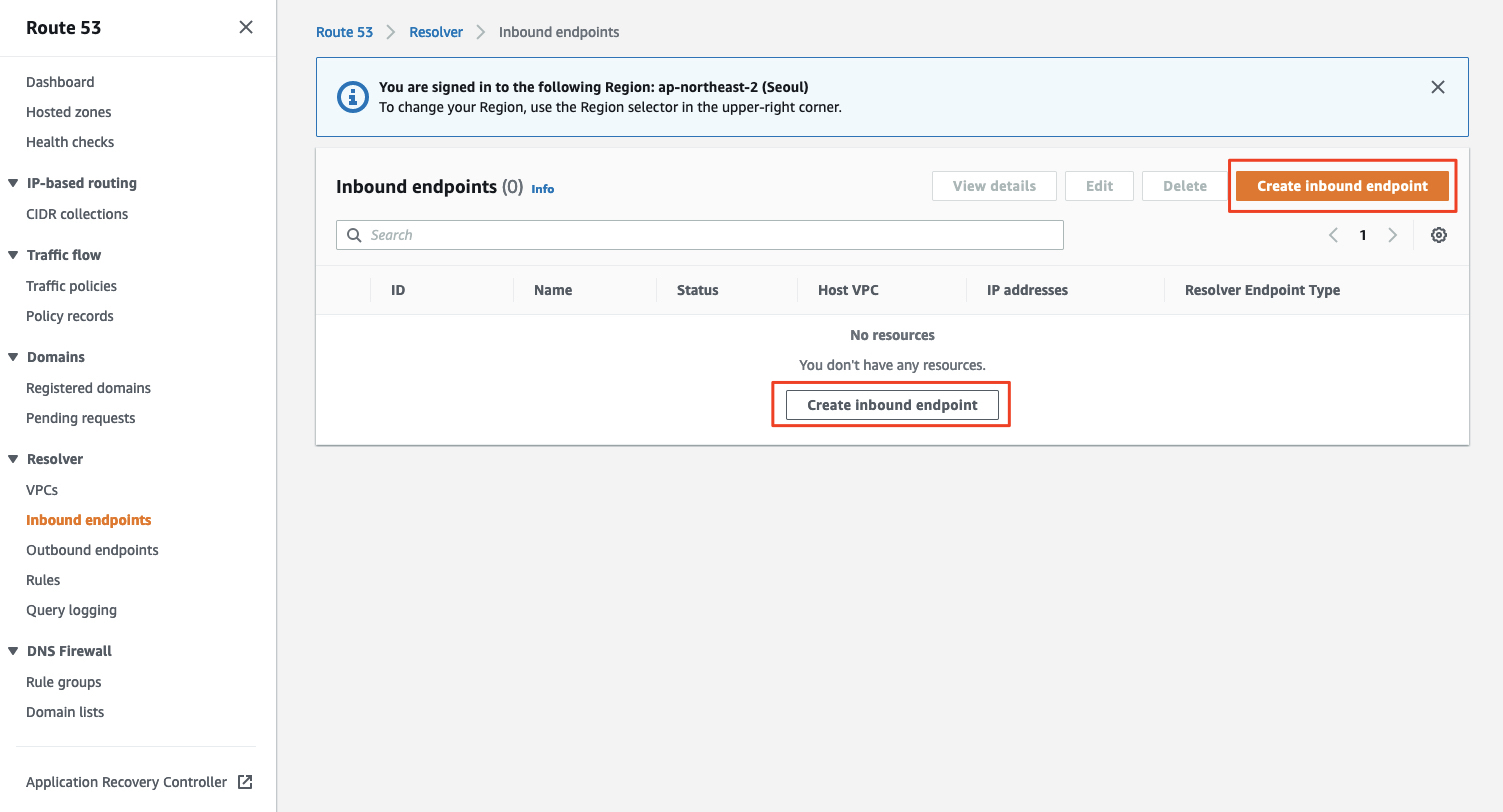 Route 53
Dashboard
Hosted zones
Health checks
IP-based routing
CIDR collections
Traffic flow
Traffic policies
Policy records
Domains
Registered domains
Pending requests
Resolver
VPCs
Inbound endpoints
Outbound endpoints
Rules
Query logging
DNS Firewall
Rule groups
Domain lists
Application Recovery Controller
Route 53 Resolver Inbound endpoints
You are signed in to the following Region: ap-northeast-2 (Seoul)
To change your Region, use the Region selector in the upper-right corner.
Inbound endpoints (0) Info View details Edit Delete Create inbound endpoint
Search 1
ID Name Status Host VPC IP addresses Resolver Endpoint Type
No resources
You don't have any resources.
Create inbound endpoint